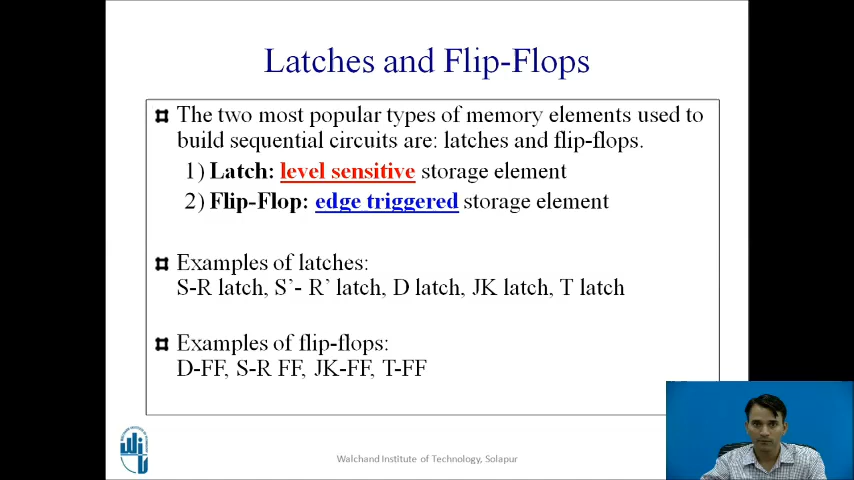 Latches and Flip-Flops
¤ The two most popular types of memory elements used to
build sequential circuits are: latches and flip-flops.
1) Latch: level sensitive storage element
2) Flip-Flop: edge triggered storage element
¤ Examples of latches:
S-R latch, S’- R’ latch, D latch, JK latch, T latch
¤ Examples of flip-flops:
D-FF, S-R FF, JK-FF, T-FF
Walchand Institute of Technology, Solapur